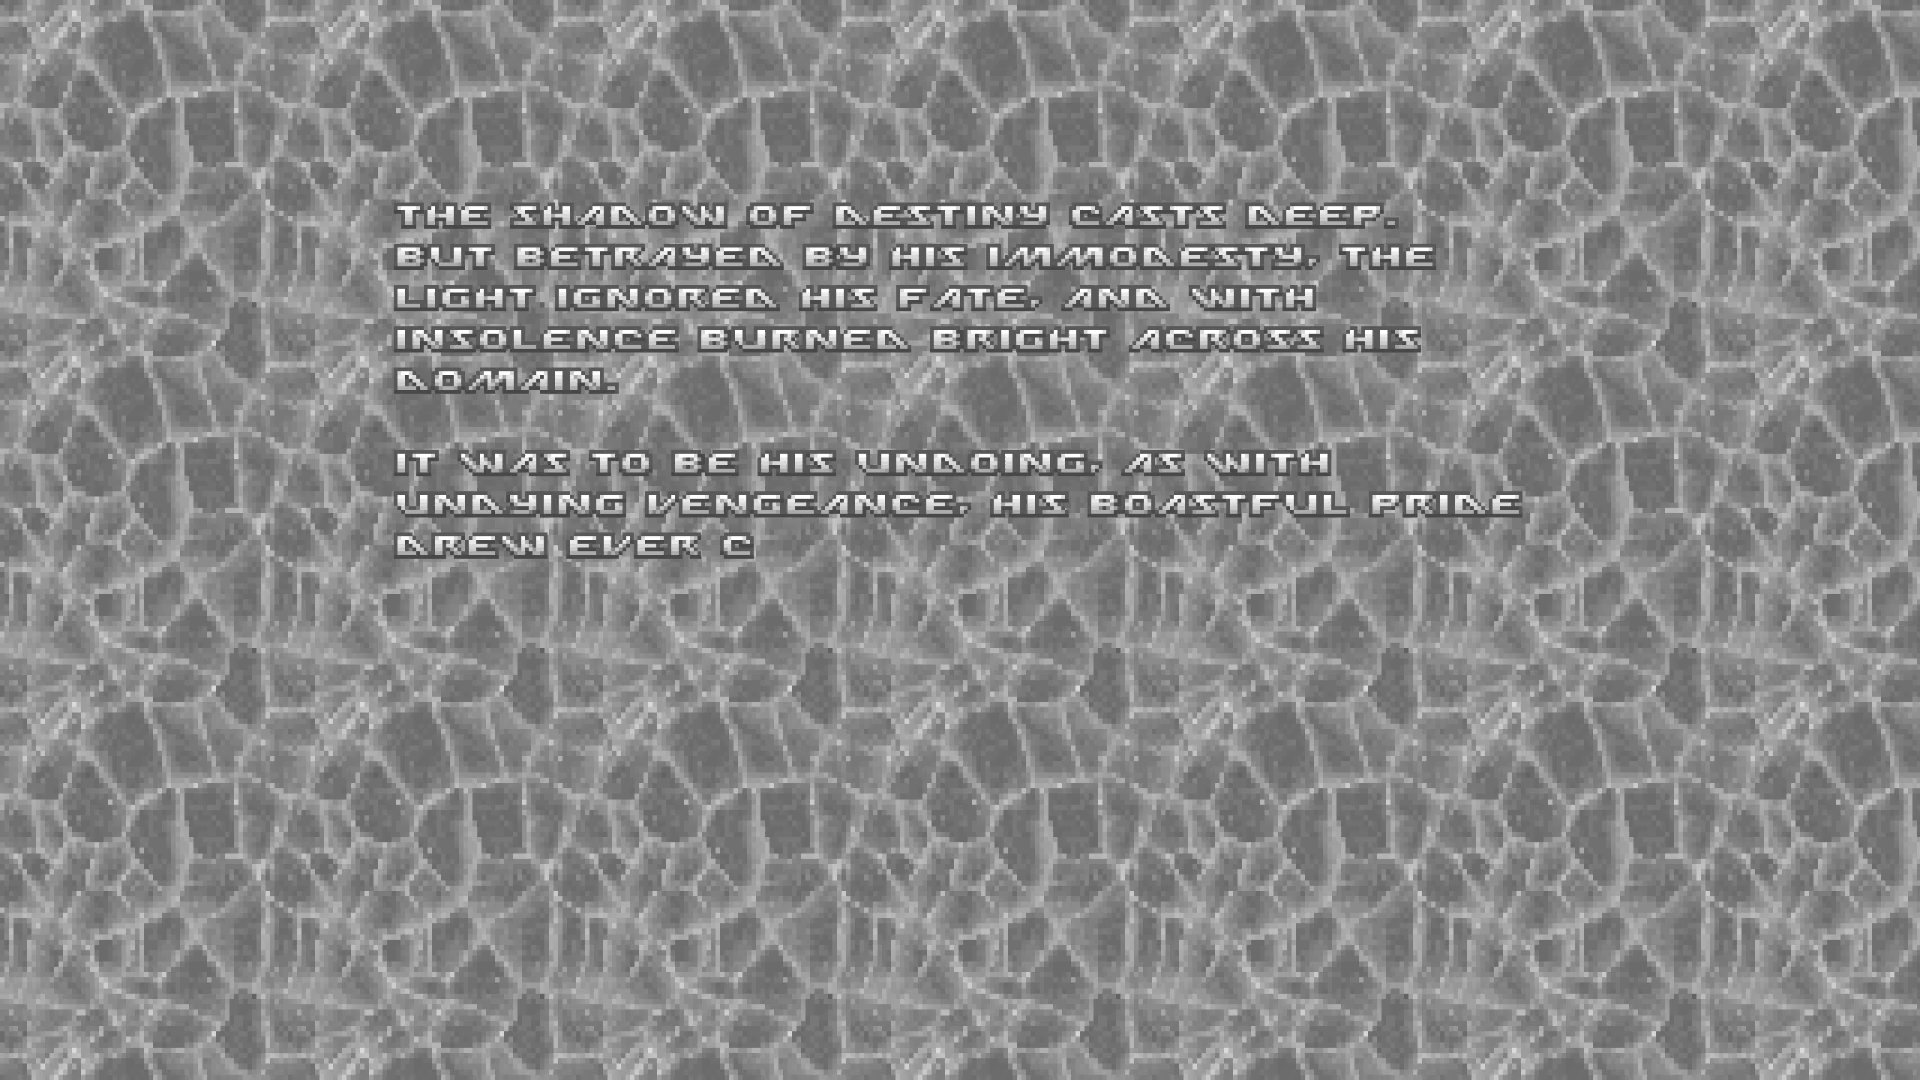 THE SHADOW OF DESTINY CASTS DEEP.
BUT BETRAYED BY HIS IMMODESTY, THE
LIGHT IGNORED HIS FATE, AND WITH
INSOLENCE BURNED BRIGHT ACROSS HIS
DOMAIN.
IT WAS TO BE HIS UNDOING, AS WITH
UNDYING VENGEANCE, HIS BOASTFUL PRIDE
DREW EVER C